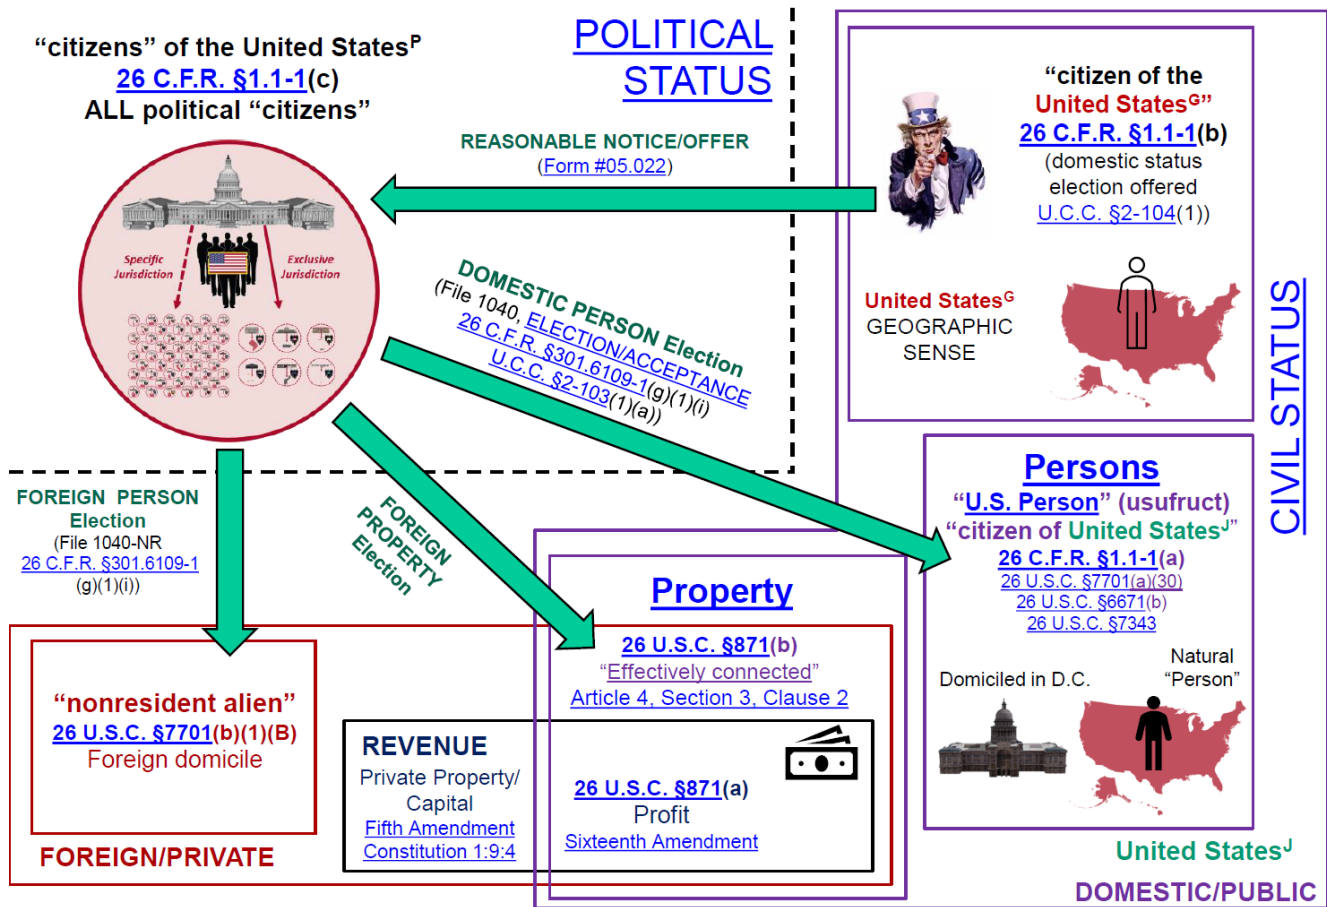 “citizens” of the United Statesᴾ
26 C.F.R. §1.1-1(c)
ALL political “citizens”
Specific
Jurisdiction
Exclusive
Jurisdiction
POLITICAL
STATUS
REASONABLE NOTICE/OFFER
(Form #05.022)
“citizen of the
United Statesᴳ”
26 C.F.R. §1.1-1(b)
(domestic status
election offered
U.C.C. §2-104(1))
United Statesᴳ
GEOGRAPHIC
SENSE
CIVIL STATUS
DOMESTIC PERSON Election
(File 1040, ELECTION/ACCEPTANCE
26 C.F.R. §301.6109-1(g)(1)(i)
U.C.C. §2-103(1)(a))
FOREIGN PERSON
Election
(File 1040-NR
26 C.F.R. §301.6109-1
(g)(1)(i))
FOREIGN
PROPERTY
Election
Persons
“U.S. Person” (usufruct)
“citizen of United Statesᴶ”
26 C.F.R. §1.1-1(a)
26 U.S.C. §7701(a)(30)
26 U.S.C. §6671(b)
26 U.S.C. §7343
Domiciled in D.C.
Natural
“Person”
United Statesᴶ
DOMESTIC/PUBLIC
Property
26 U.S.C. §871(b)
“Effectively connected”
Article 4, Section 3, Clause 2
“nonresident alien”
26 U.S.C. §7701(b)(1)(B)
Foreign domicile
FOREIGN/PRIVATE
REVENUE
Private Property/
Capital
Fifth Amendment
Constitution 1:9:4
26 U.S.C. §871(a)
Profit
Sixteenth Amendment